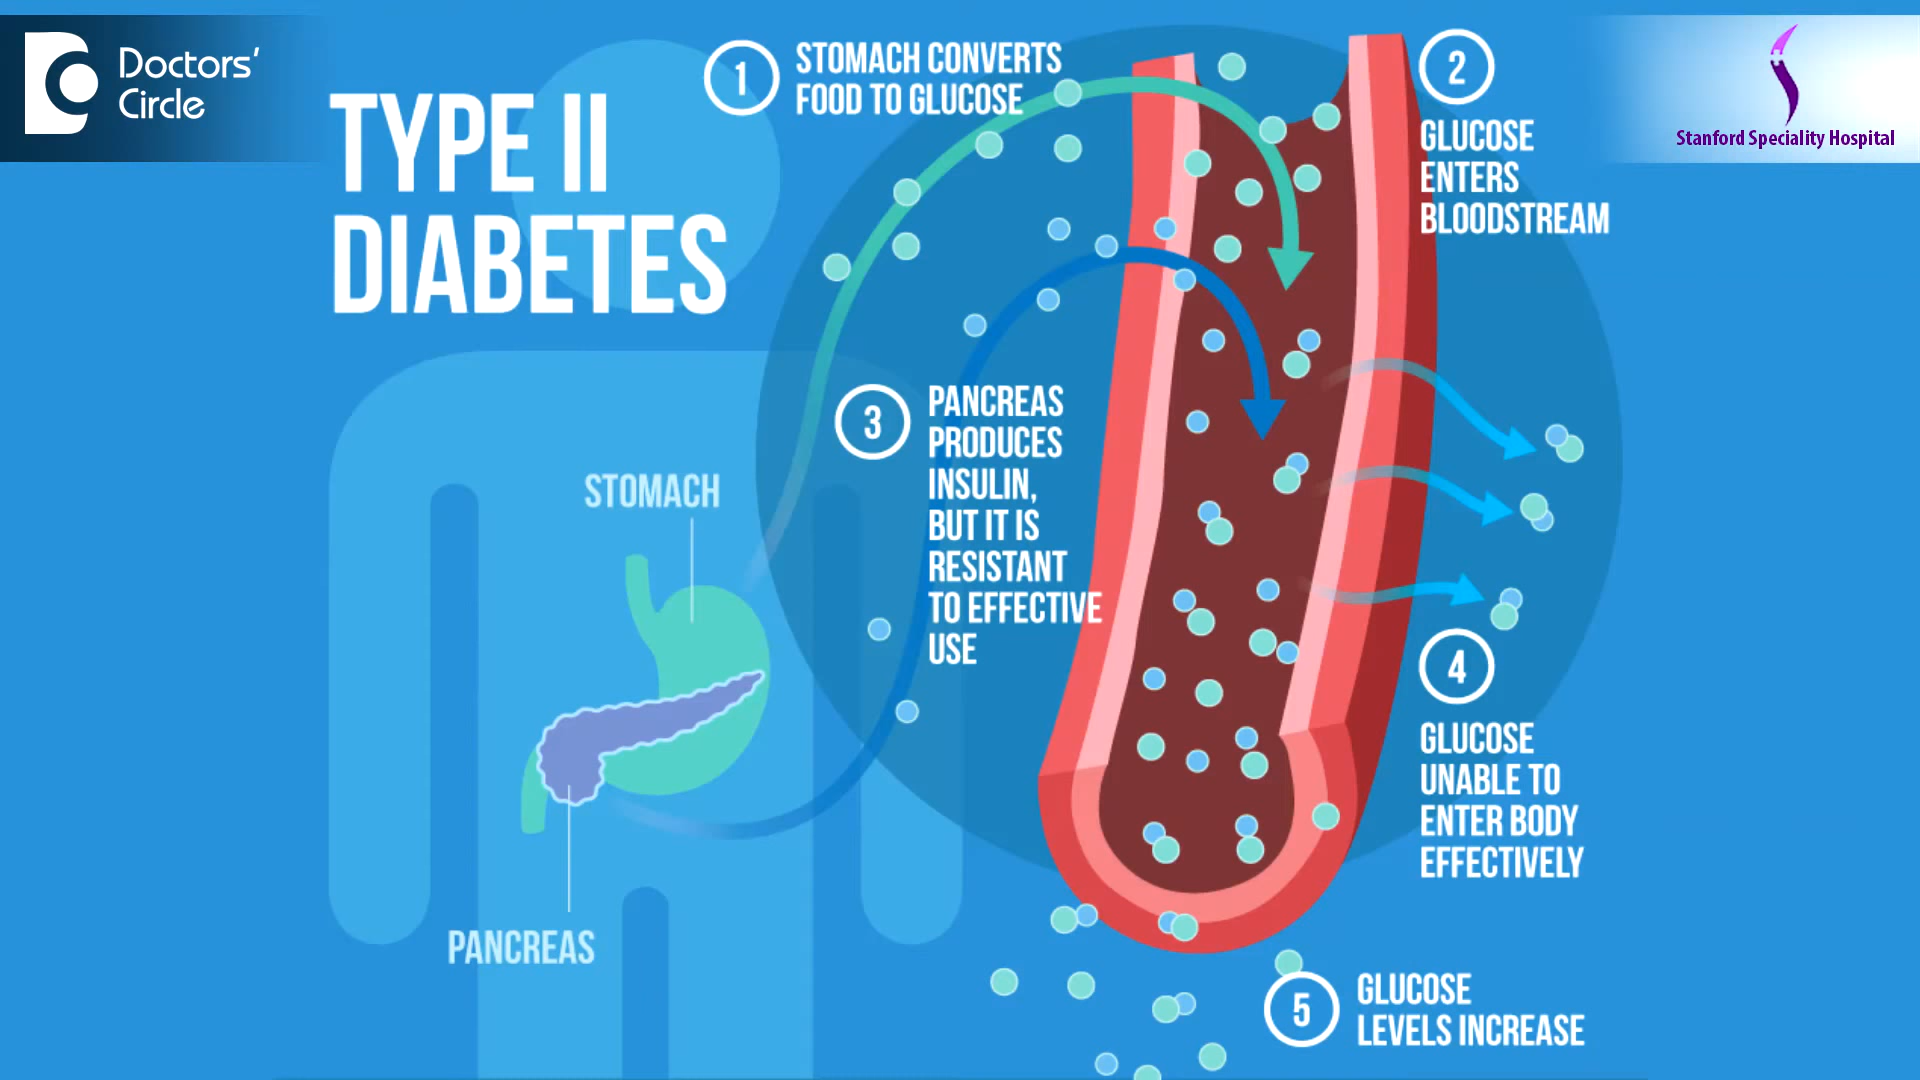 Doctors'
Circle
TYPE II
DIABETES
1
STOMACH CONVERTS
FOOD TO GLUCOSE
2
GLUCOSE
ENTERS
BLOODSTREAM
Stanford Speciality Hospital
3
PANCREAS
PRODUCES
INSULIN,
BUT IT IS
RESISTANT
TO EFFECTIVE
USE
STOMACH
PANCREAS
4
GLUCOSE
UNABLE TO
ENTER BODY
EFFECTIVELY
5
GLUCOSE
LEVELS INCREASE